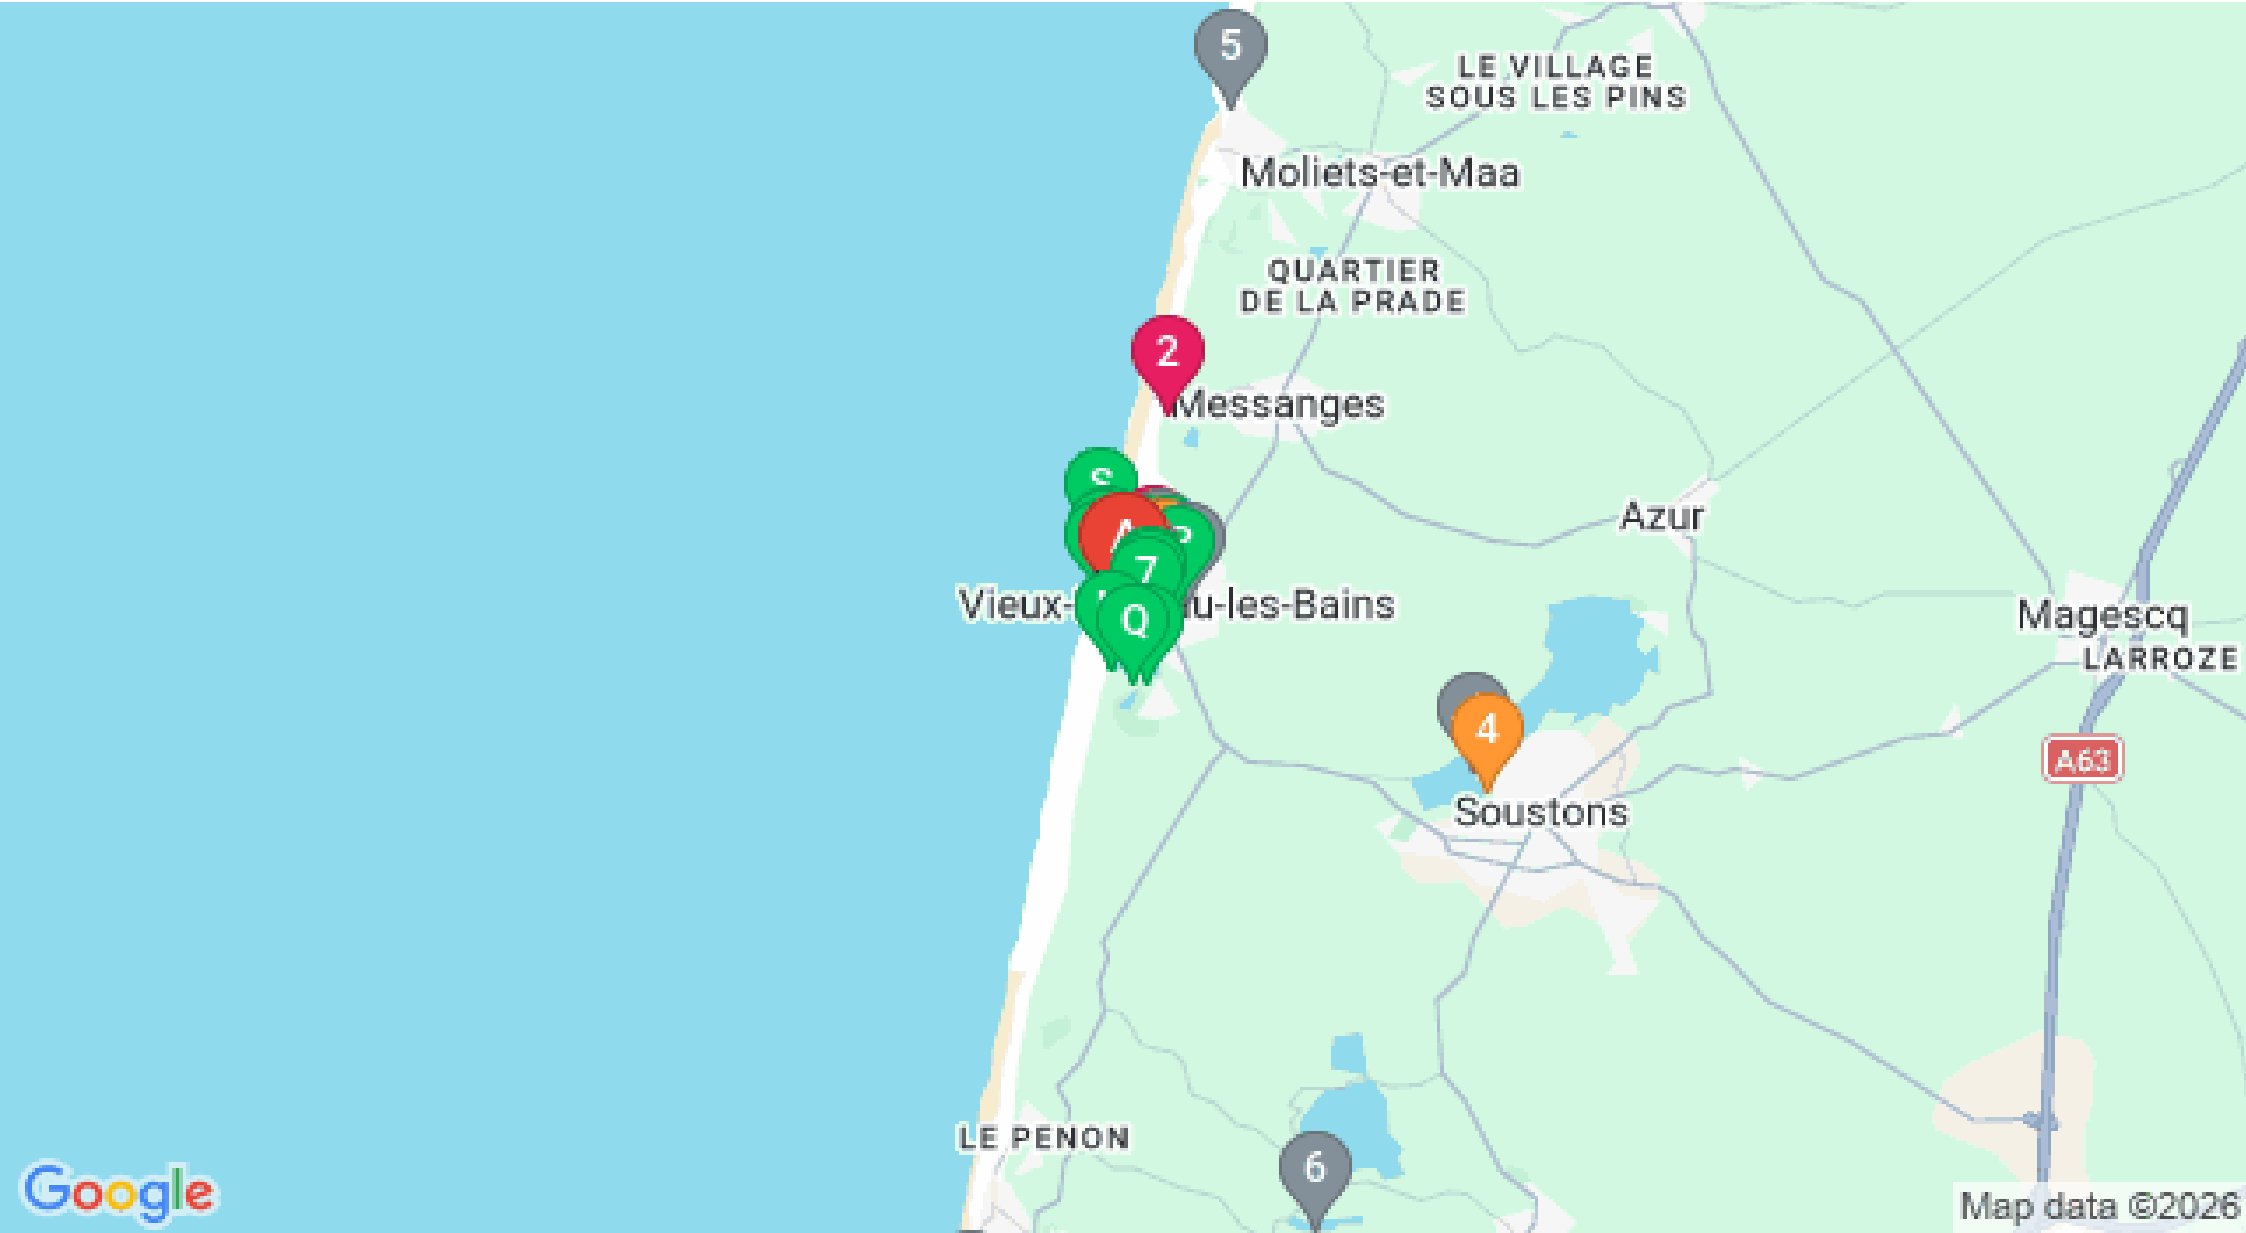 5
LE VILLAGE
SOUS LES PINS
Moliets-et-Maa
QUARTIER
DE LA PRADE
2
Messanges
S
A
Azur
7
Vieux-
u-les-Bains
Q
Magescq
LARROZE
4
A63
Soustons
LE PENON
6
Google
Map data ©2026